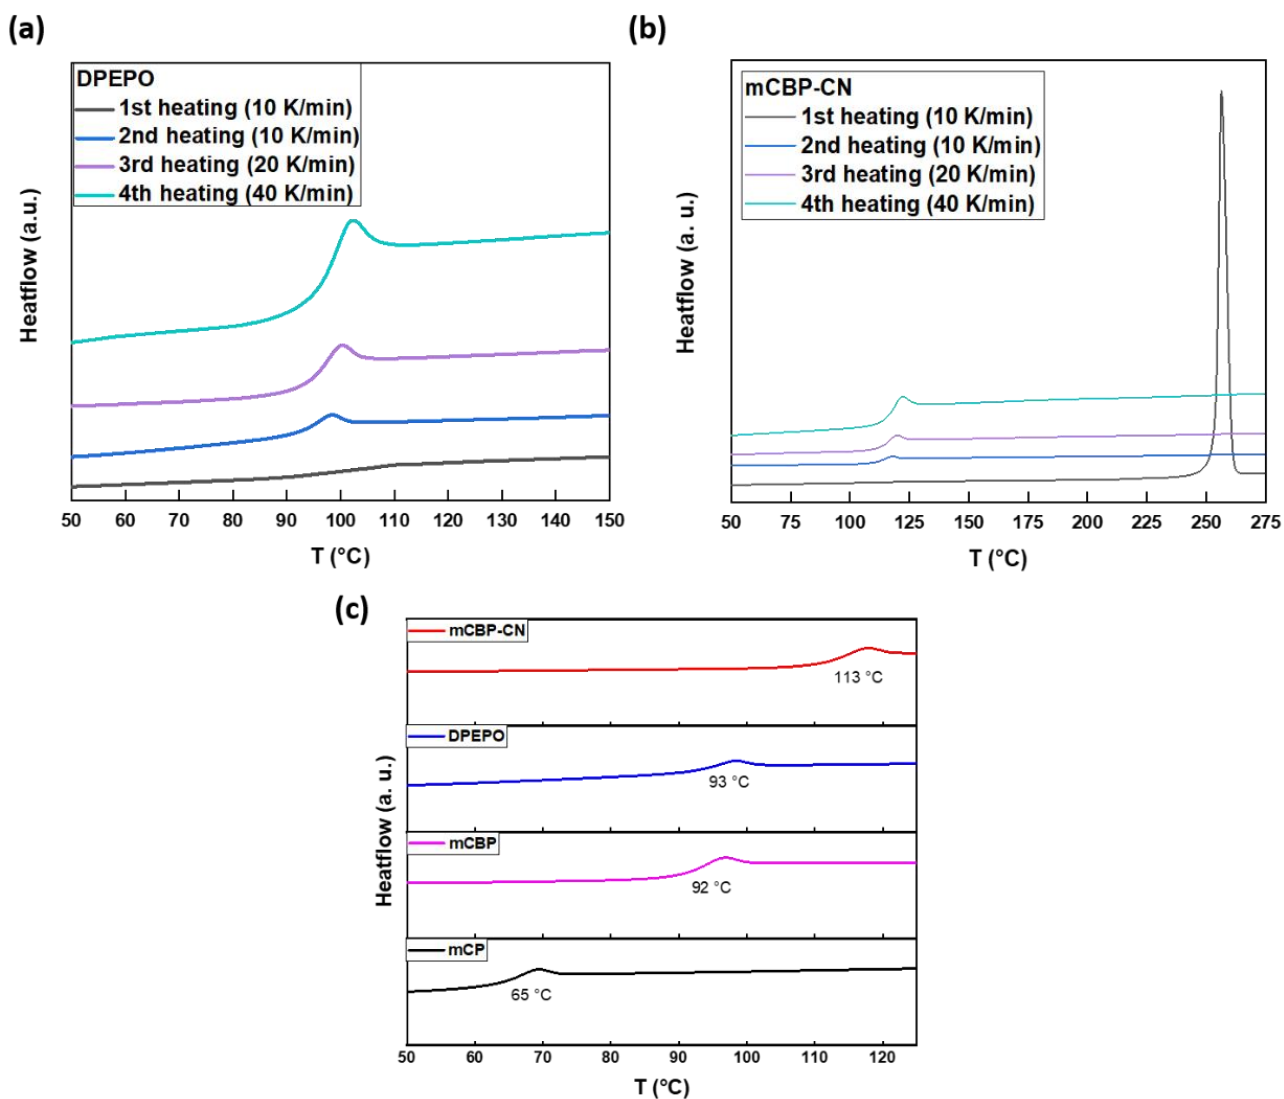 (a)
DPEPO
1st heating (10 K/min)
2nd heating (10 K/min)
3rd heating (20 K/min)
4th heating (40 K/min)
Heatflow (a.u.)
50 60 70 80 90 100 110 120 130 140 150
T (°C)
(b)
mCBP-CN
1st heating (10 K/min)
2nd heating (10 K/min)
3rd heating (20 K/min)
4th heating (40 K/min)
Heatflow (a. u.)
50 75 100 125 150 175 200 225 250 275
T (°C)
(c)
mCBP-CN
113 °C
DPEPO
93 °C
mCBP
92 °C
mCP
65 °C
Heatflow (a. u.)
50 60 70 80 90 100 110 120
T (°C)